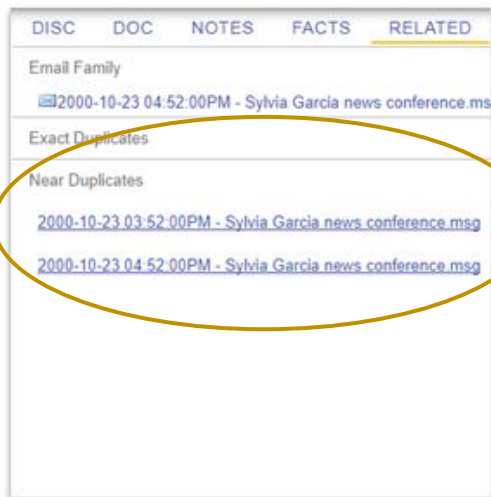 DISC DOC NOTES FACTS RELATED
Email Family
2000-10-23 04:52:00PM - Sylvia Garcia news conference.ms
Exact Duplicates
Near Duplicates
2000-10-23 03:52:00PM - Sylvia Garcia news conference.msg
2000-10-23 04:52:00PM - Sylvia Garcia news conference.msg